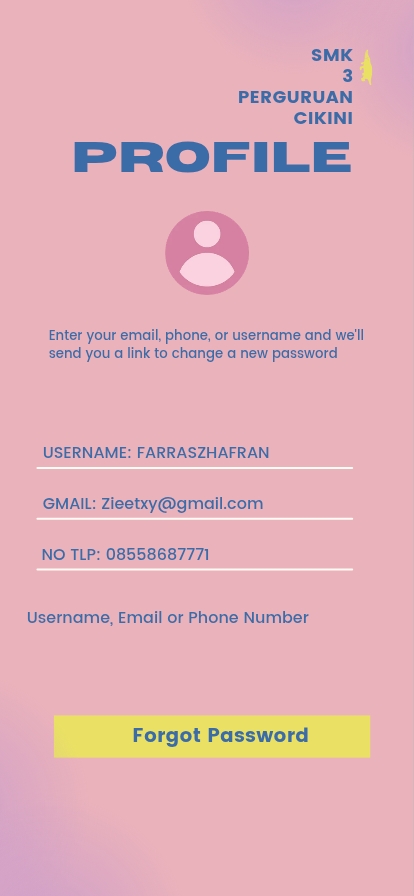 SMK
3
PERGURUAN
CIKINI
PROFILE
Enter your email, phone, or username and we'll
send you a link to change a new password
USERNAME: FARRASZHAFRAN
GMAIL: Zieetxy@gmail.com
NO TLP: 08558687771
Username, Email or Phone Number
Forgot Password